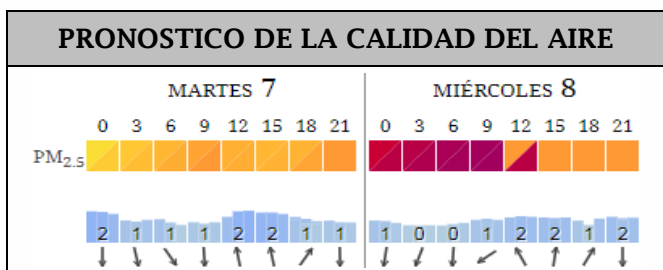 PRONOSTICO DE LA CALIDAD DEL AIRE
MARTES 7 MIÉRCOLES 8
0 3 6 9 12 15 18 21 0 3 6 9 12 15 18 21
PM2.5
2 1 1 1 2 2 1 1 1 0 0 1 2 2 1 2